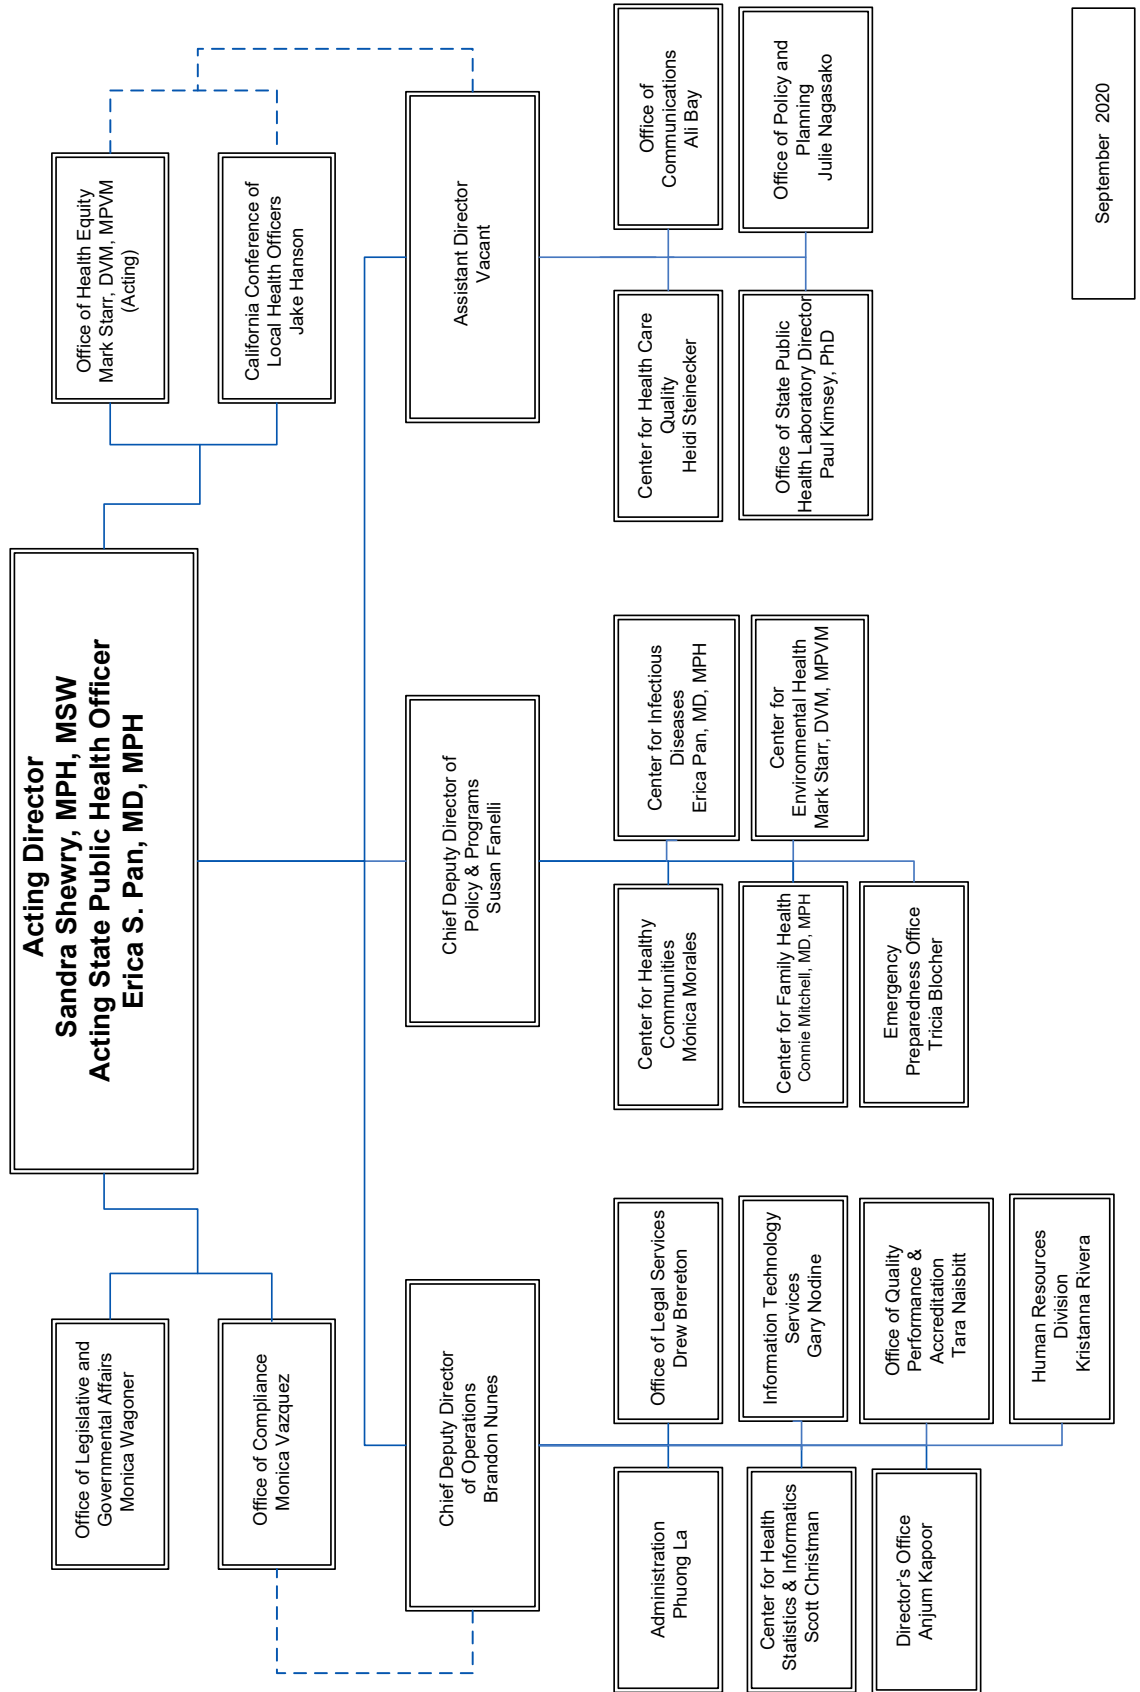 Acting Director
Sandra Shewry, MPH, MSW
Acting State Public Health Officer
Erica S. Pan, MD, MPH
Office of Legislative and
Governmental Affairs
Monica Wagoner
Office of Compliance
Monica Vazquez
Office of Health Equity
Mark Starr, DVM, MPVM
(Acting)
California Conference of
Local Health Officers
Jake Hanson
Chief Deputy Director
of Operations
Brandon Nunes
Chief Deputy Director of
Policy & Programs
Susan Fanelli
Assistant Director
Vacant
Administration
Phuong La
Office of Legal Services
Drew Brereton
Center for Health
Statistics & Informatics
Scott Christman
Information Technology
Services
Gary Nodine
Director's Office
Anjum Kapoor
Office of Quality
Performance &
Accreditation
Tara Naisbitt
Human Resources
Division
Kristanna Rivera
Center for Healthy
Communities
Mónica Morales
Center for Infectious
Diseases
Erica Pan, MD, MPH
Center for Family Health
Connie Mitchell, MD, MPH
Center for
Environmental Health
Mark Starr, DVM, MPVM
Emergency
Preparedness Office
Tricia Blocher
Center for Health Care
Quality
Heidi Steinecker
Office of
Communications
Ali Bay
Office of State Public
Health Laboratory Director
Paul Kimsey, PhD
Office of Policy and
Planning
Julie Nagasako
September 2020